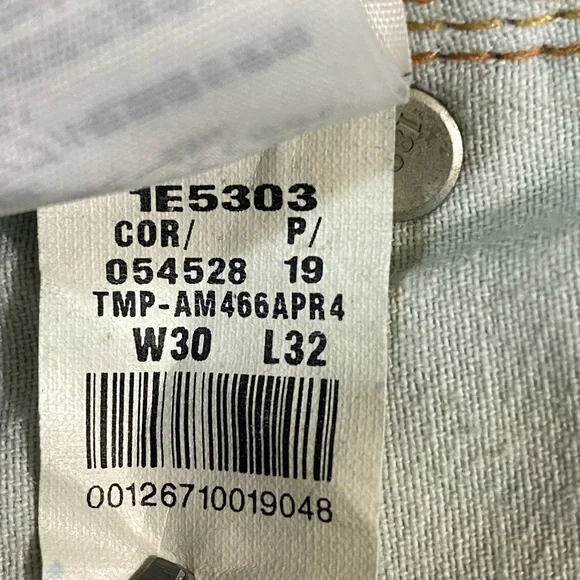 1E5303
COR/ P/
054528 19
TMP-AM466APR4
W30 L32
00126710019048